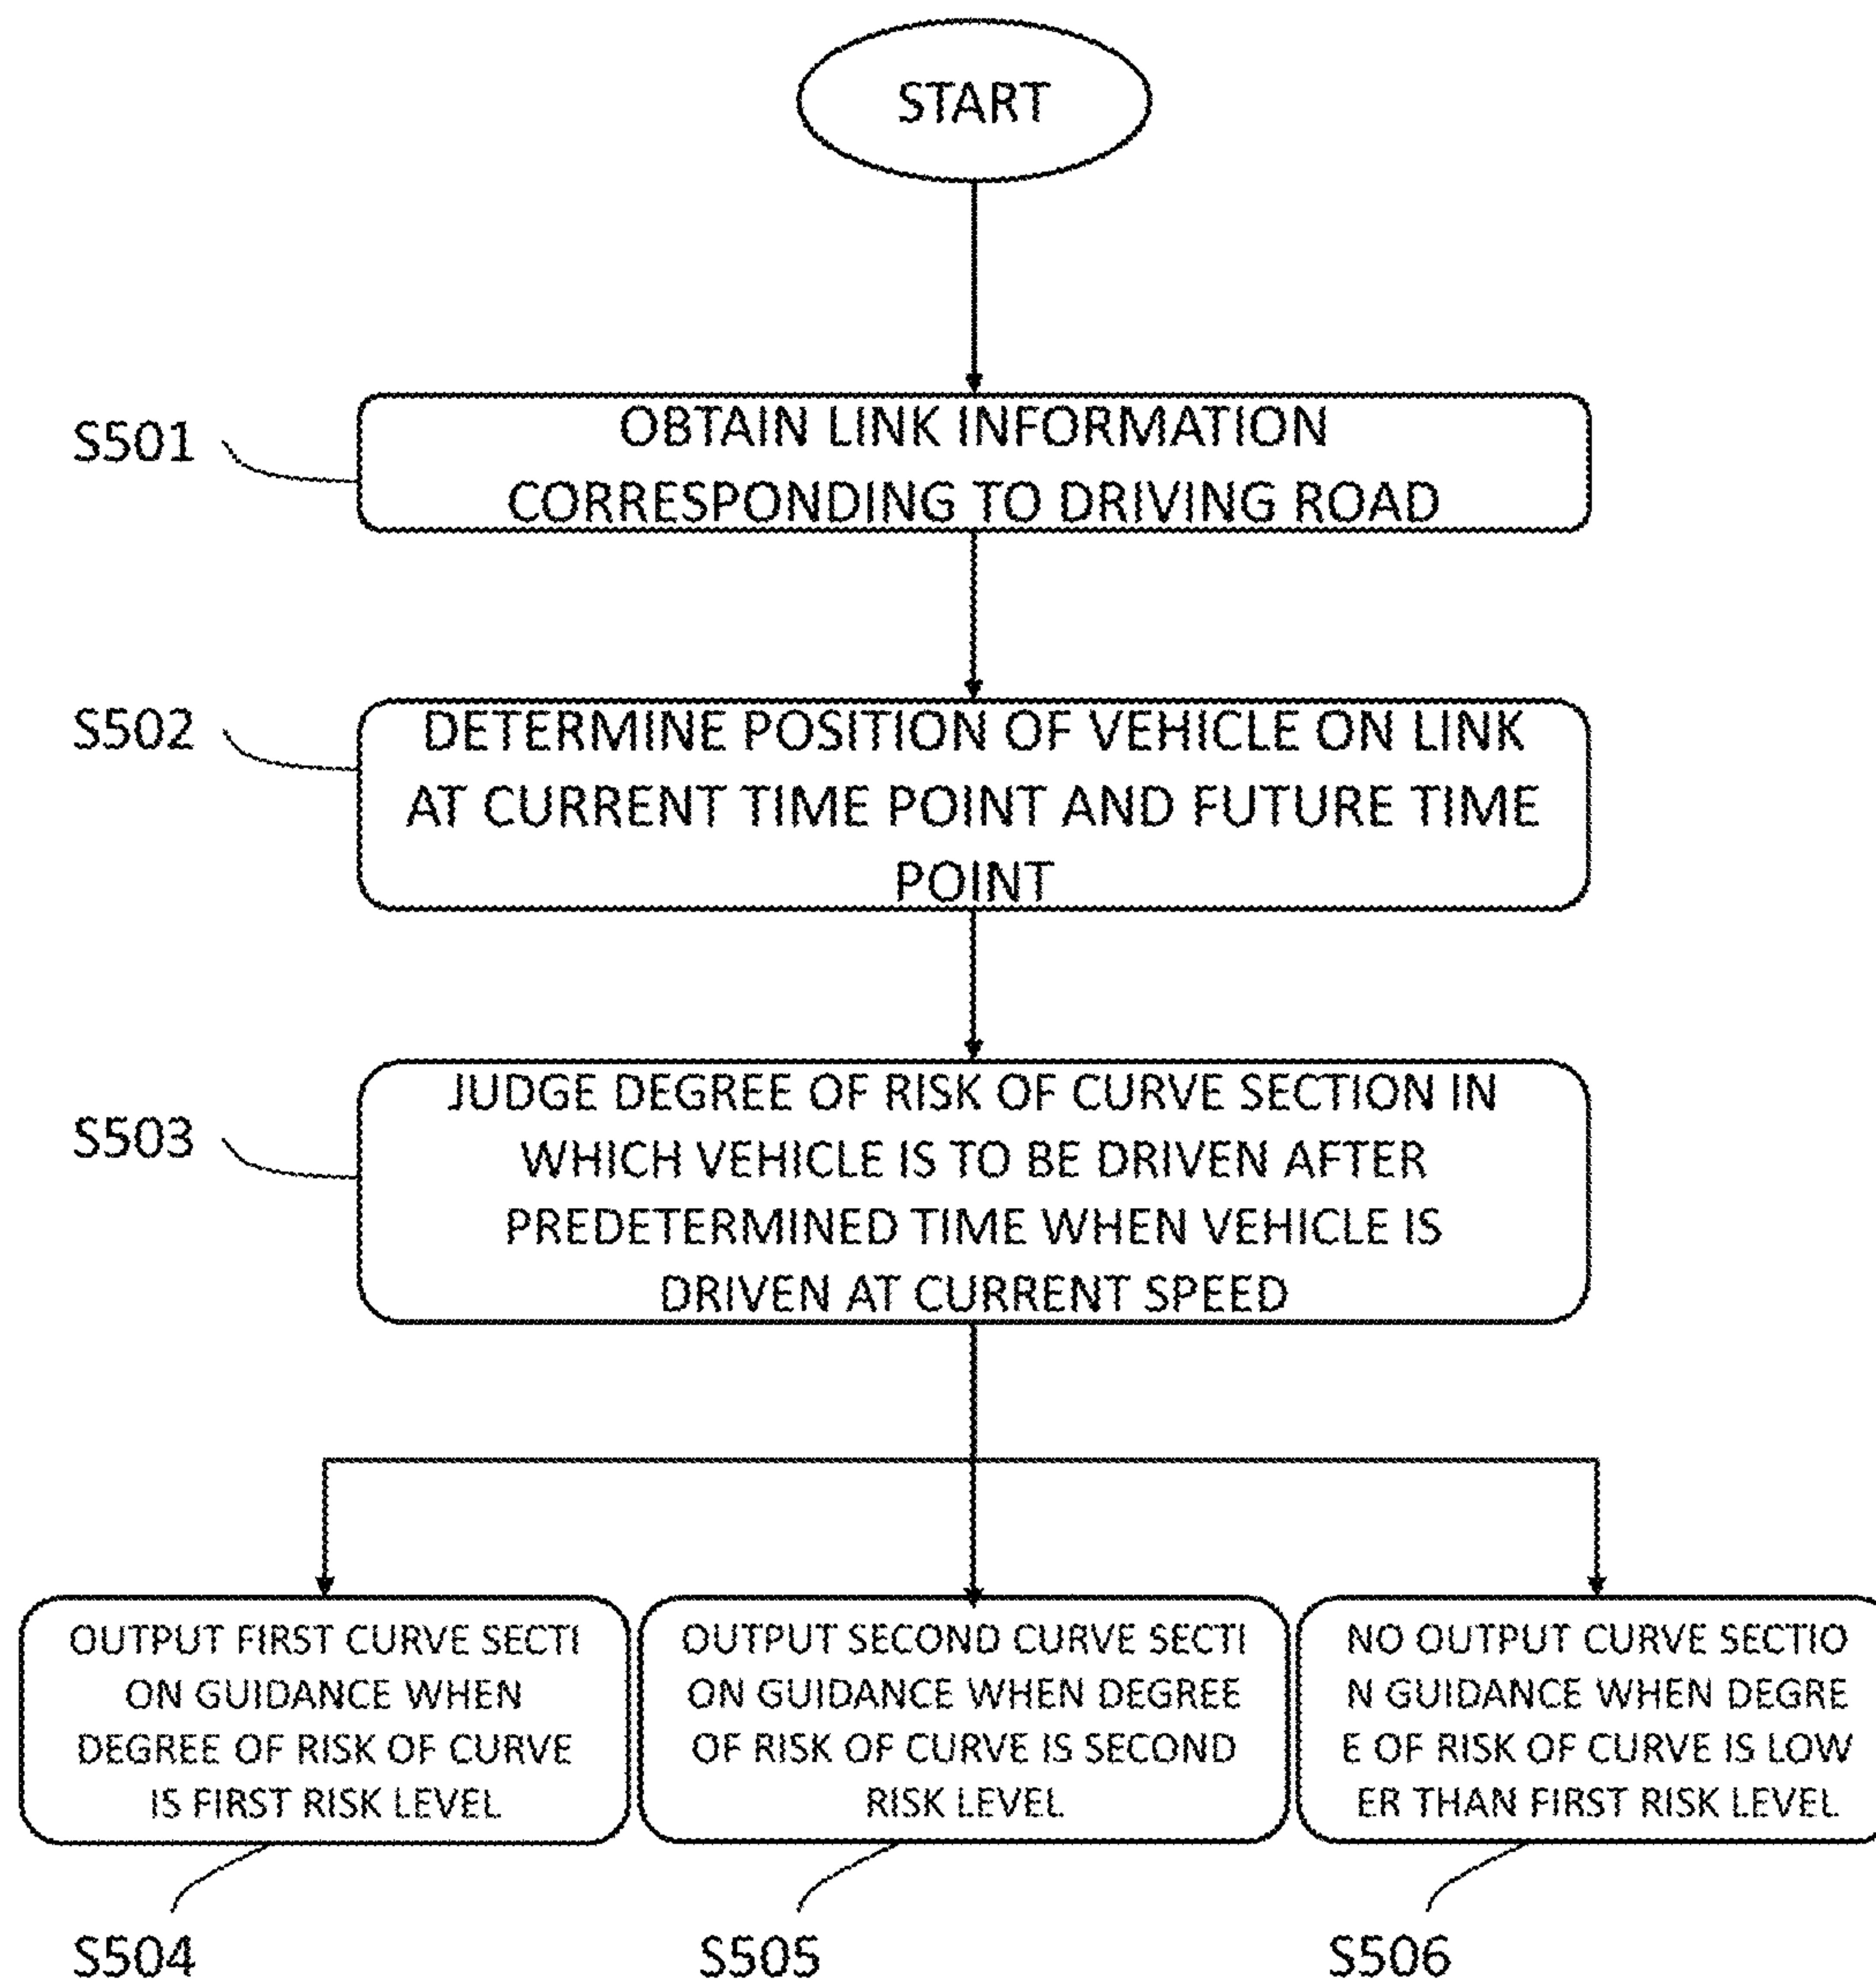 START
S501
OBTAIN LINK INFORMATION
CORRESPONDING TO DRIVING ROAD
S502
DETERMINE POSITION OF VEHICLE ON LINK
AT CURRENT TIME POINT AND FUTURE TIME
POINT
S503
JUDGE DEGREE OF RISK OF CURVE SECTION IN
WHICH VEHICLE IS TO BE DRIVEN AFTER
PREDETERMINED TIME WHEN VEHICLE IS
DRIVEN AT CURRENT SPEED
OUTPUT FIRST CURVE SECTI
ON GUIDANCE WHEN
DEGREE OF RISK OF CURVE
IS FIRST RISK LEVEL
OUTPUT SECOND CURVE SECTI
ON GUIDANCE WHEN DEGREE
OF RISK OF CURVE IS SECOND
RISK LEVEL
NO OUTPUT CURVE SECTIO
N GUIDANCE WHEN DEGRE
E OF RISK OF CURVE IS LOW
ER THAN FIRST RISK LEVEL
S504
S505
S506